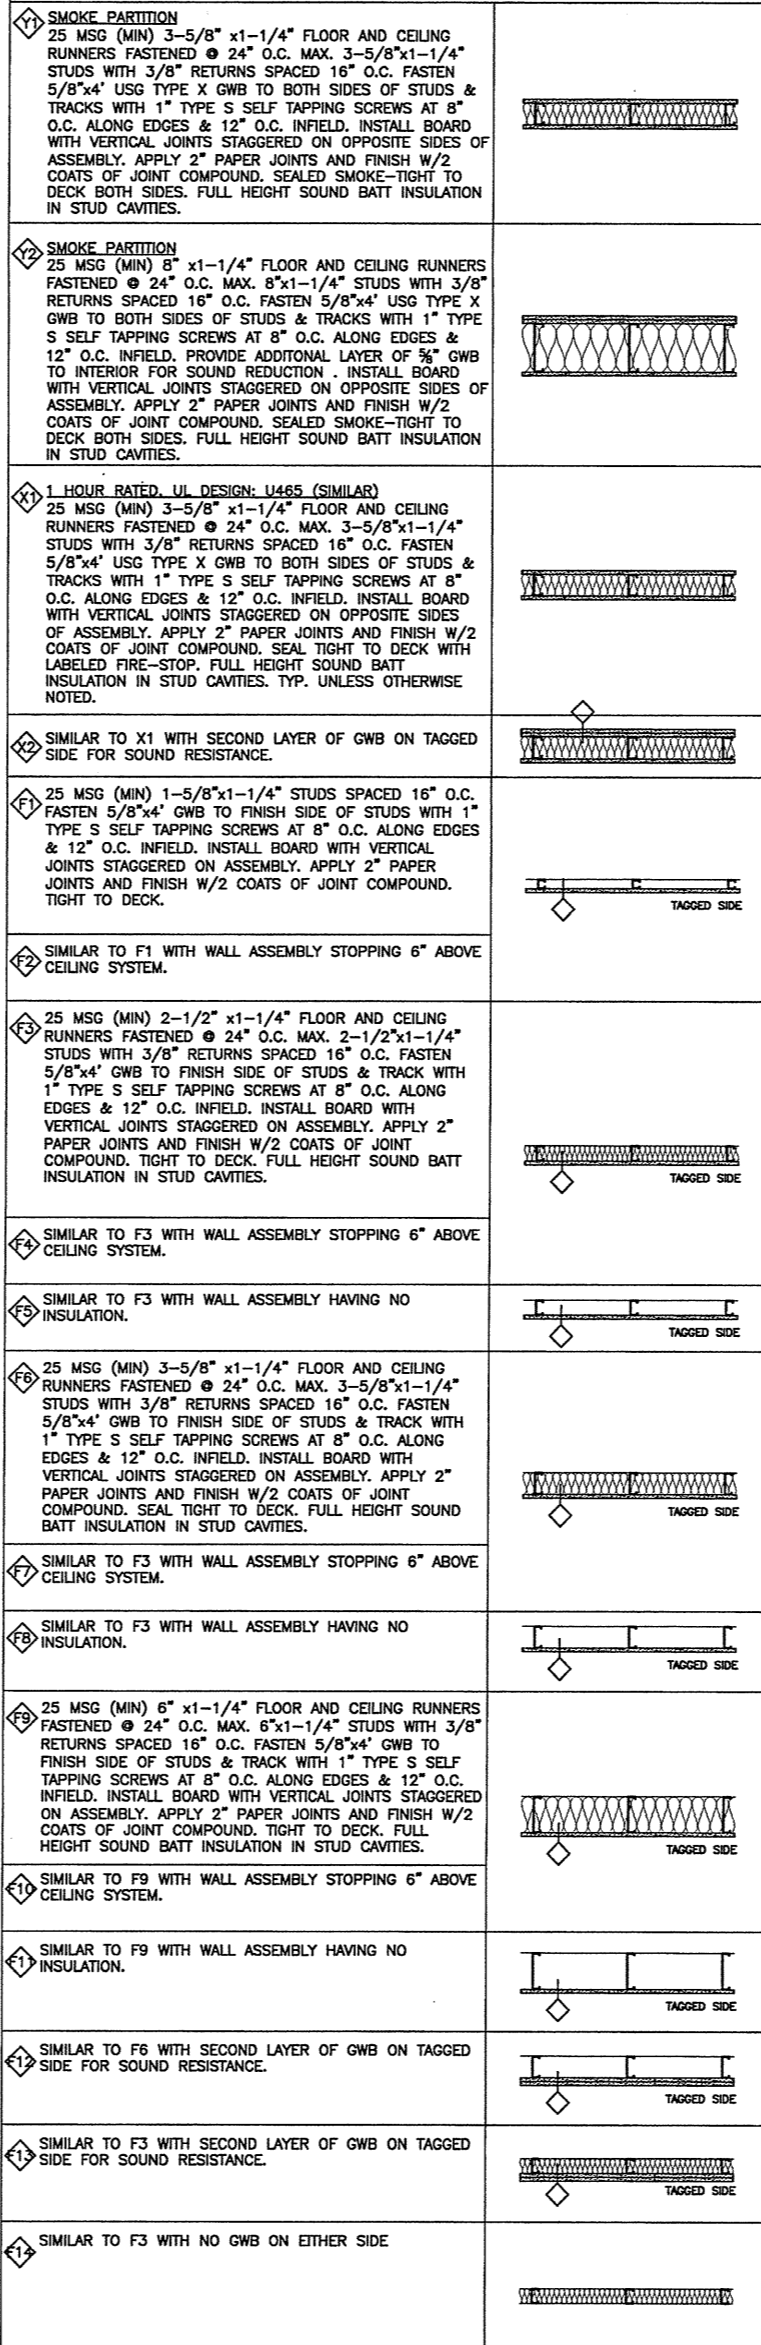 Y1 SMOKE PARTITION
25 MSG (MIN) 3-5/8" x1-1/4" FLOOR AND CEILING
RUNNERS FASTENED @ 24" O.C. MAX. 3-5/8"x1-1/4"
STUDS WITH 3/8" RETURNS SPACED 16" O.C. FASTEN
5/8"x4' USG TYPE X GWB TO BOTH SIDES OF STUDS &
TRACKS WITH 1" TYPE S SELF TAPPING SCREWS AT 8"
O.C. ALONG EDGES & 12" O.C. INFIELD. INSTALL BOARD
WITH VERTICAL JOINTS STAGGERED ON OPPOSITE SIDES OF
ASSEMBLY. APPLY 2" PAPER JOINTS AND FINISH W/2
COATS OF JOINT COMPOUND. SEALED SMOKE-TIGHT TO
DECK BOTH SIDES. FULL HEIGHT SOUND BATT INSULATION
IN STUD CAVITIES.
Y2 SMOKE PARTITION
25 MSG (MIN) 8" x1-1/4" FLOOR AND CEILING RUNNERS
FASTENED @ 24" O.C. MAX. 8"x1-1/4" STUDS WITH 3/8"
RETURNS SPACED 16" O.C. FASTEN 5/8"x4' USG TYPE X
GWB TO BOTH SIDES OF STUDS & TRACKS WITH 1" TYPE
S SELF TAPPING SCREWS AT 8" O.C. ALONG EDGES &
12" O.C. INFIELD. PROVIDE ADDITONAL LAYER OF ⅝" GWB
TO INTERIOR FOR SOUND REDUCTION . INSTALL BOARD
WITH VERTICAL JOINTS STAGGERED ON OPPOSITE SIDES OF
ASSEMBLY. APPLY 2" PAPER JOINTS AND FINISH W/2
COATS OF JOINT COMPOUND. SEALED SMOKE-TIGHT TO
DECK BOTH SIDES. FULL HEIGHT SOUND BATT INSULATION
IN STUD CAVITIES.
X1 1 HOUR RATED. UL DESIGN: U465 (SIMILAR)
25 MSG (MIN) 3-5/8" x1-1/4" FLOOR AND CEILING
RUNNERS FASTENED @ 24" O.C. MAX. 3-5/8"x1-1/4"
STUDS WITH 3/8" RETURNS SPACED 16" O.C. FASTEN
5/8"x4' USG TYPE X GWB TO BOTH SIDES OF STUDS &
TRACKS WITH 1" TYPE S SELF TAPPING SCREWS AT 8"
O.C. ALONG EDGES & 12" O.C. INFIELD. INSTALL BOARD
WITH VERTICAL JOINTS STAGGERED ON OPPOSITE SIDES
OF ASSEMBLY. APPLY 2" PAPER JOINTS AND FINISH W/2
COATS OF JOINT COMPOUND. SEAL TIGHT TO DECK WITH
LABELED FIRE-STOP. FULL HEIGHT SOUND BATT
INSULATION IN STUD CAVITIES. TYP. UNLESS OTHERWISE
NOTED.
X2 SIMILAR TO X1 WITH SECOND LAYER OF GWB ON TAGGED
SIDE FOR SOUND RESISTANCE.
F1 25 MSG (MIN) 1-5/8"x1-1/4" STUDS SPACED 16" O.C.
FASTEN 5/8"x4' GWB TO FINISH SIDE OF STUDS WITH 1"
TYPE S SELF TAPPING SCREWS AT 8" O.C. ALONG EDGES
& 12" O.C. INFIELD. INSTALL BOARD WITH VERTICAL
JOINTS STAGGERED ON ASSEMBLY. APPLY 2" PAPER
JOINTS AND FINISH W/2 COATS OF JOINT COMPOUND.
TIGHT TO DECK.
TAGGED SIDE
F2 SIMILAR TO F1 WITH WALL ASSEMBLY STOPPING 6" ABOVE
CEILING SYSTEM.
F3 25 MSG (MIN) 2-1/2" x1-1/4" FLOOR AND CEILING
RUNNERS FASTENED @ 24" O.C. MAX. 2-1/2"x1-1/4"
STUDS WITH 3/8" RETURNS SPACED 16" O.C. FASTEN
5/8"x4' GWB TO FINISH SIDE OF STUDS & TRACK WITH
1" TYPE S SELF TAPPING SCREWS AT 8" O.C. ALONG
EDGES & 12" O.C. INFIELD. INSTALL BOARD WITH
VERTICAL JOINTS STAGGERED ON ASSEMBLY. APPLY 2"
PAPER JOINTS AND FINISH W/2 COATS OF JOINT
COMPOUND. TIGHT TO DECK. FULL HEIGHT SOUND BATT
INSULATION IN STUD CAVITIES.
TAGGED SIDE
F4 SIMILAR TO F3 WITH WALL ASSEMBLY STOPPING 6" ABOVE
CEILING SYSTEM.
F5 SIMILAR TO F3 WITH WALL ASSEMBLY HAVING NO
INSULATION.
TAGGED SIDE
F6 25 MSG (MIN) 3-5/8" x1-1/4" FLOOR AND CEILING
RUNNERS FASTENED @ 24" O.C. MAX. 3-5/8"x1-1/4"
STUDS WITH 3/8" RETURNS SPACED 16" O.C. FASTEN
5/8"x4' GWB TO FINISH SIDE OF STUDS & TRACK WITH
1" TYPE S SELF TAPPING SCREWS AT 8" O.C. ALONG
EDGES & 12" O.C. INFIELD. INSTALL BOARD WITH
VERTICAL JOINTS STAGGERED ON ASSEMBLY. APPLY 2"
PAPER JOINTS AND FINISH W/2 COATS OF JOINT
COMPOUND. SEAL TIGHT TO DECK. FULL HEIGHT SOUND
BATT INSULATION IN STUD CAVITIES.
TAGGED SIDE
F7 SIMILAR TO F3 WITH WALL ASSEMBLY STOPPING 6" ABOVE
CEILING SYSTEM.
F8 SIMILAR TO F3 WITH WALL ASSEMBLY HAVING NO
INSULATION.
TAGGED SIDE
F9 25 MSG (MIN) 6" x1-1/4" FLOOR AND CEILING RUNNERS
FASTENED @ 24" O.C. MAX. 6"x1-1/4" STUDS WITH 3/8"
RETURNS SPACED 16" O.C. FASTEN 5/8"x4' GWB TO
FINISH SIDE OF STUDS & TRACK WITH 1" TYPE S SELF
TAPPING SCREWS AT 8" O.C. ALONG EDGES & 12" O.C.
INFIELD. INSTALL BOARD WITH VERTICAL JOINTS STAGGERED
ON ASSEMBLY. APPLY 2" PAPER JOINTS AND FINISH W/2
COATS OF JOINT COMPOUND. TIGHT TO DECK. FULL
HEIGHT SOUND BATT INSULATION IN STUD CAVITIES.
TAGGED SIDE
F10 SIMILAR TO F9 WITH WALL ASSEMBLY STOPPING 6" ABOVE
CEILING SYSTEM.
F11 SIMILAR TO F9 WITH WALL ASSEMBLY HAVING NO
INSULATION.
TAGGED SIDE
F12 SIMILAR TO F6 WITH SECOND LAYER OF GWB ON TAGGED
SIDE FOR SOUND RESISTANCE.
TAGGED SIDE
F13 SIMILAR TO F3 WITH SECOND LAYER OF GWB ON TAGGED
SIDE FOR SOUND RESISTANCE.
TAGGED SIDE
F14 SIMILAR TO F3 WITH NO GWB ON EITHER SIDE